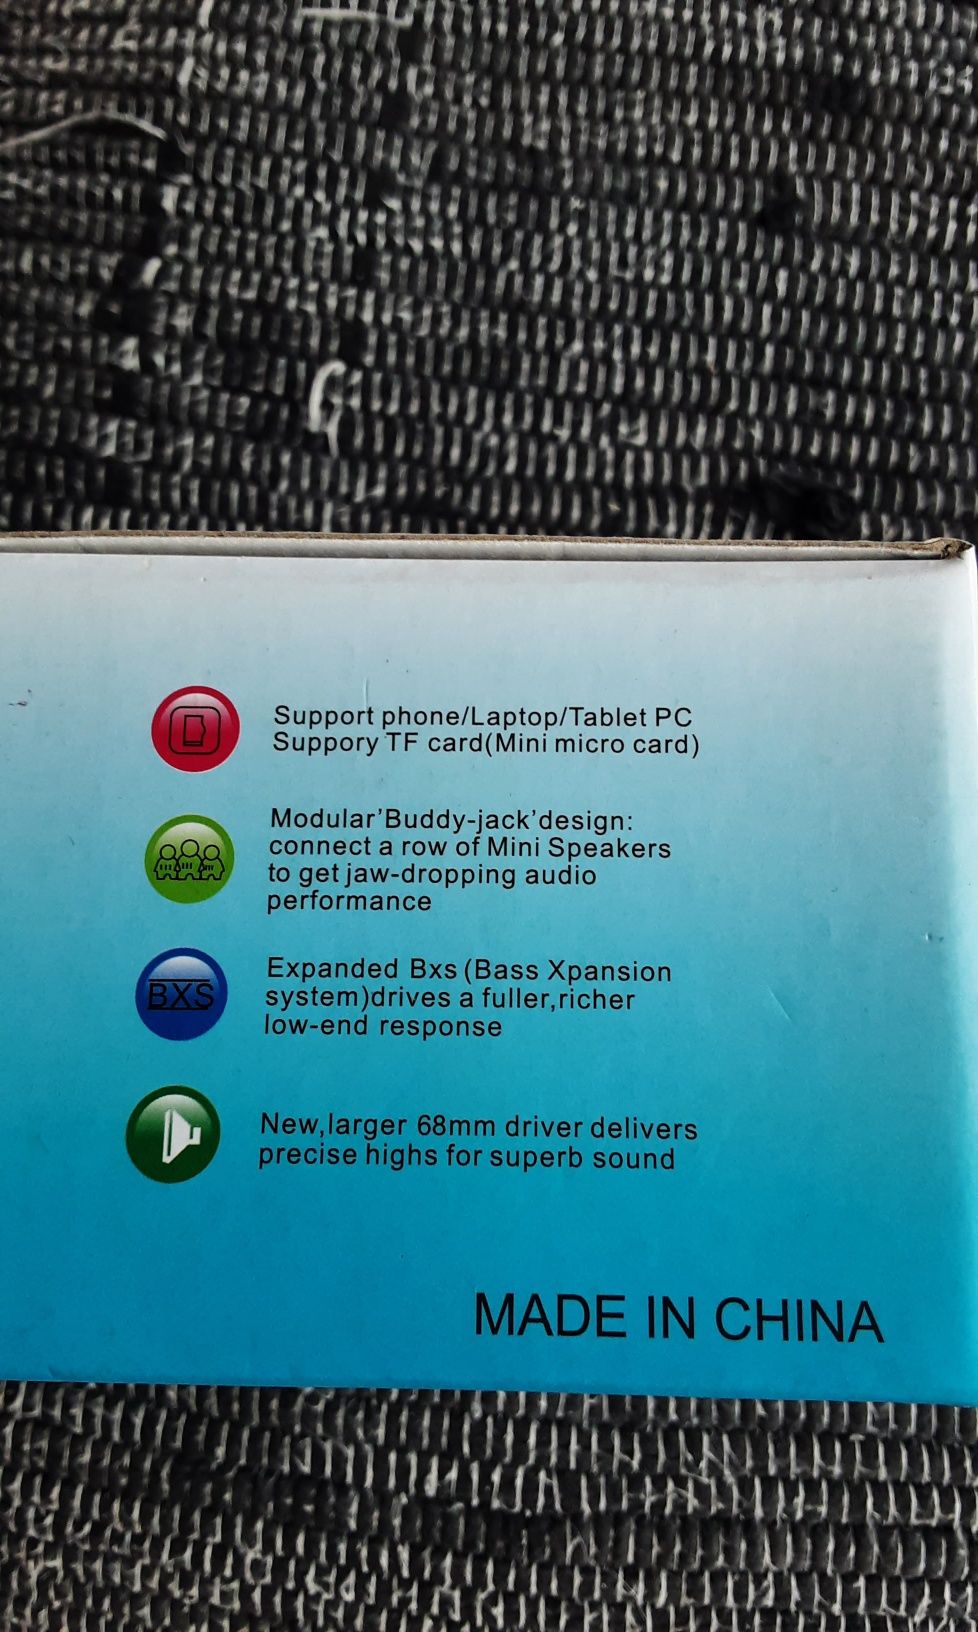 Support phone/Laptop/Tablet PC
Suppory TF card(Mini micro card)
Modular'Buddy-jack'design:
connect a row of Mini Speakers
to get jaw-dropping audio
performance
BXS
Expanded Bxs (Bass Xpansion
system)drives a fuller,richer
low-end response
New,larger 68mm driver delivers
precise highs for superb sound
MADE IN CHINA